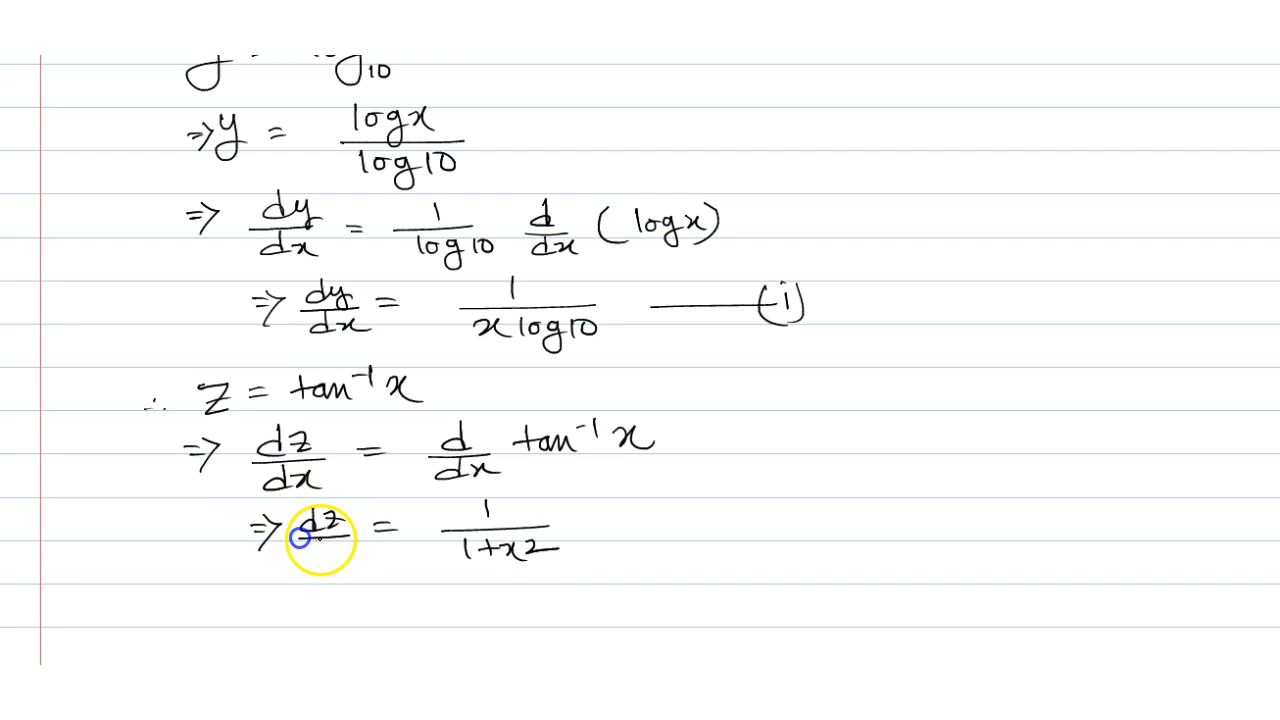 y = log10
⇒ y = log x / log 10
⇒ dy/dx = 1/log 10 d/dx (log x)
⇒ dy/dx = 1/x log 10 ——— (i)
∴ z = tan⁻¹ x
⇒ dz/dx = d/dx tan⁻¹ x
⇒ dz = 1/1+x2